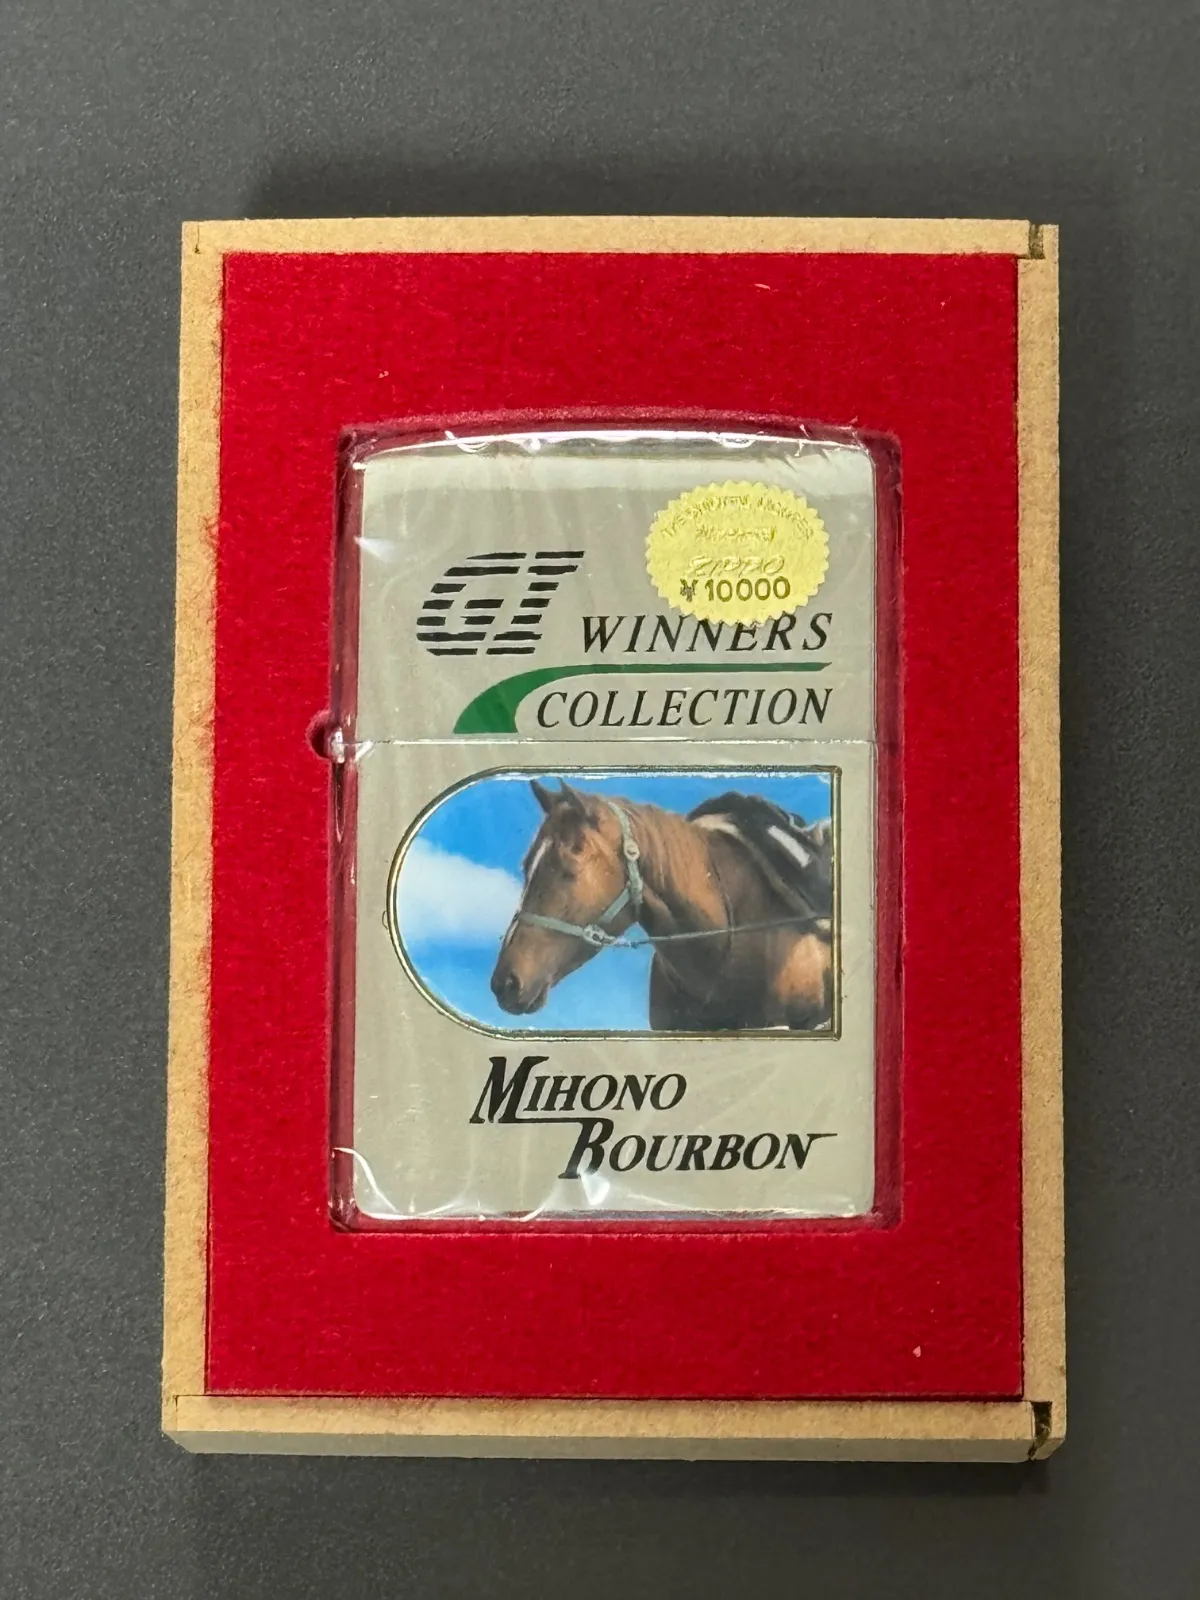 GI
ZIPPO
¥10000
WINNERS
COLLECTION
MIHONO
BOURBON